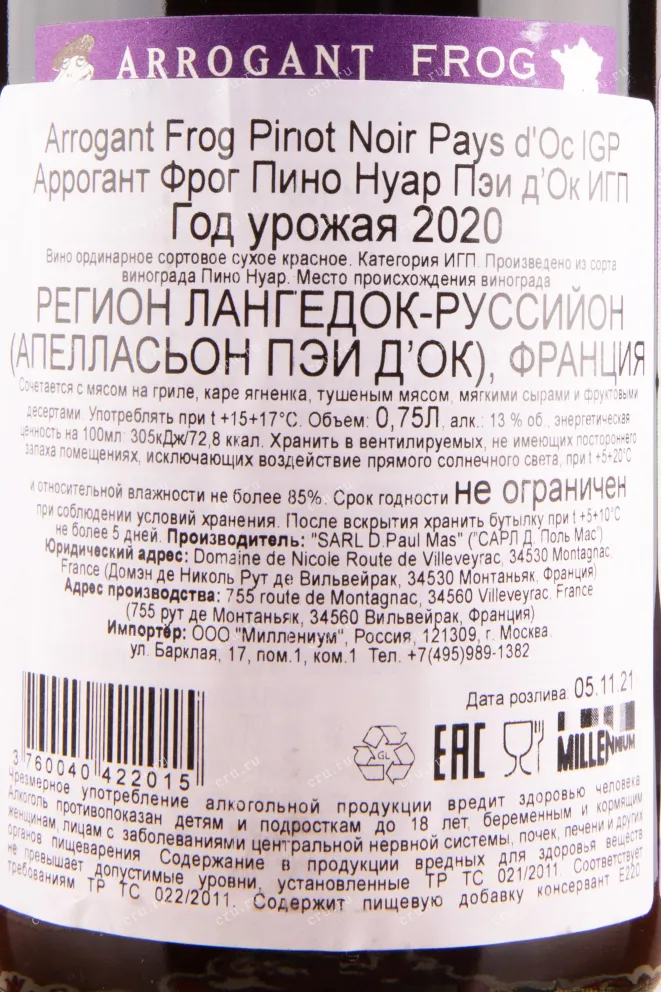 ARROGANT FROG
Arrogant Frog Pinot Noir Pays d'Oc IGP
Аррогант Фрог Пино Нуар Пэи д’Ок ИГП
Год урожая 2020
Вино ординарное сортовое сухое красное. Категория ИГП. Произведено из сорта
винограда Пино Нуар. Место происхождения винограда
РЕГИОН ЛАНГЕДОК-РУССИЙОН
(АПЕЛЛАСЬОН ПЭИ Д’ОК), ФРАНЦИЯ
Сочетается с мясом на гриле, каре ягненка, тушеным мясом, мягкими сырами и фруктовыми
десертами. Употреблять при t +15+17°С. Объем: 0,75Л, алк.: 13 % об., энергетическая
ценность на 100мл: 305кДж/72,8 ккал. Хранить в вентилируемых, не имеющих постороннего
запаха помещениях, исключающих воздействие прямого солнечного света, при t +5+20°С
и относительной влажности не более 85%. Срок годности не ограничен
при соблюдении условий хранения. После вскрытия хранить бутылку при t +5+10°С
не более 5 дней. Производитель: "SARL D.Paul Mas" ("САРЛ Д. Поль Мас")
Юридический адрес: Domaine de Nicole Route de Villeveyrac, 34530 Montagnac,
France (Домэн де Николь Рут де Вильвейрак, 34530 Монтаньяк, Франция)
Адрес производства: 755 route de Montagnac, 34560 Villeveyrac. France
(755 рут де Монтаньяк, 34560 Вильвейрак, Франция)
Импортёр: ООО "Миллениум", Россия, 121309, г. Москва.
ул. Барклая, 17, пом.1, ком.1 Тел. +7(495)989-1382
Дата розлива: 05.11.21
GL
EAC
MILLENNIUM
3 760040 422015
Чрезмерное употребление алкогольной продукции вредит здоровью человека
Алкоголь противопоказан детям и подросткам до 18 лет, беременным и кормящим
женщинам, лицам с заболеваниями центральной нервной системы, почек, печени и других
органов пищеварения Содержание в продукции вредных для здоровья веществ
не превышает допустимые уровни, установленные ТР ТС 021/2011. Соответствует
требованиям ТР ТС 022/2011. Содержит пищевую добавку консервант Е220